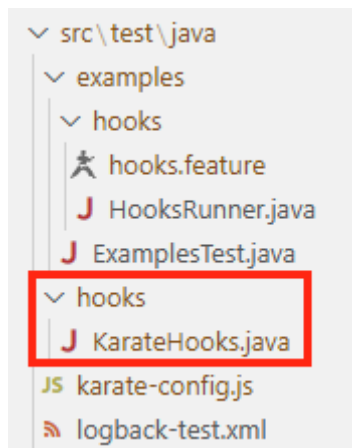 src\test\java
examples
hooks
hooks.feature
J HooksRunner.java
J ExamplesTest.java
hooks
J KarateHooks.java
JS karate-config.js
logback-test.xml